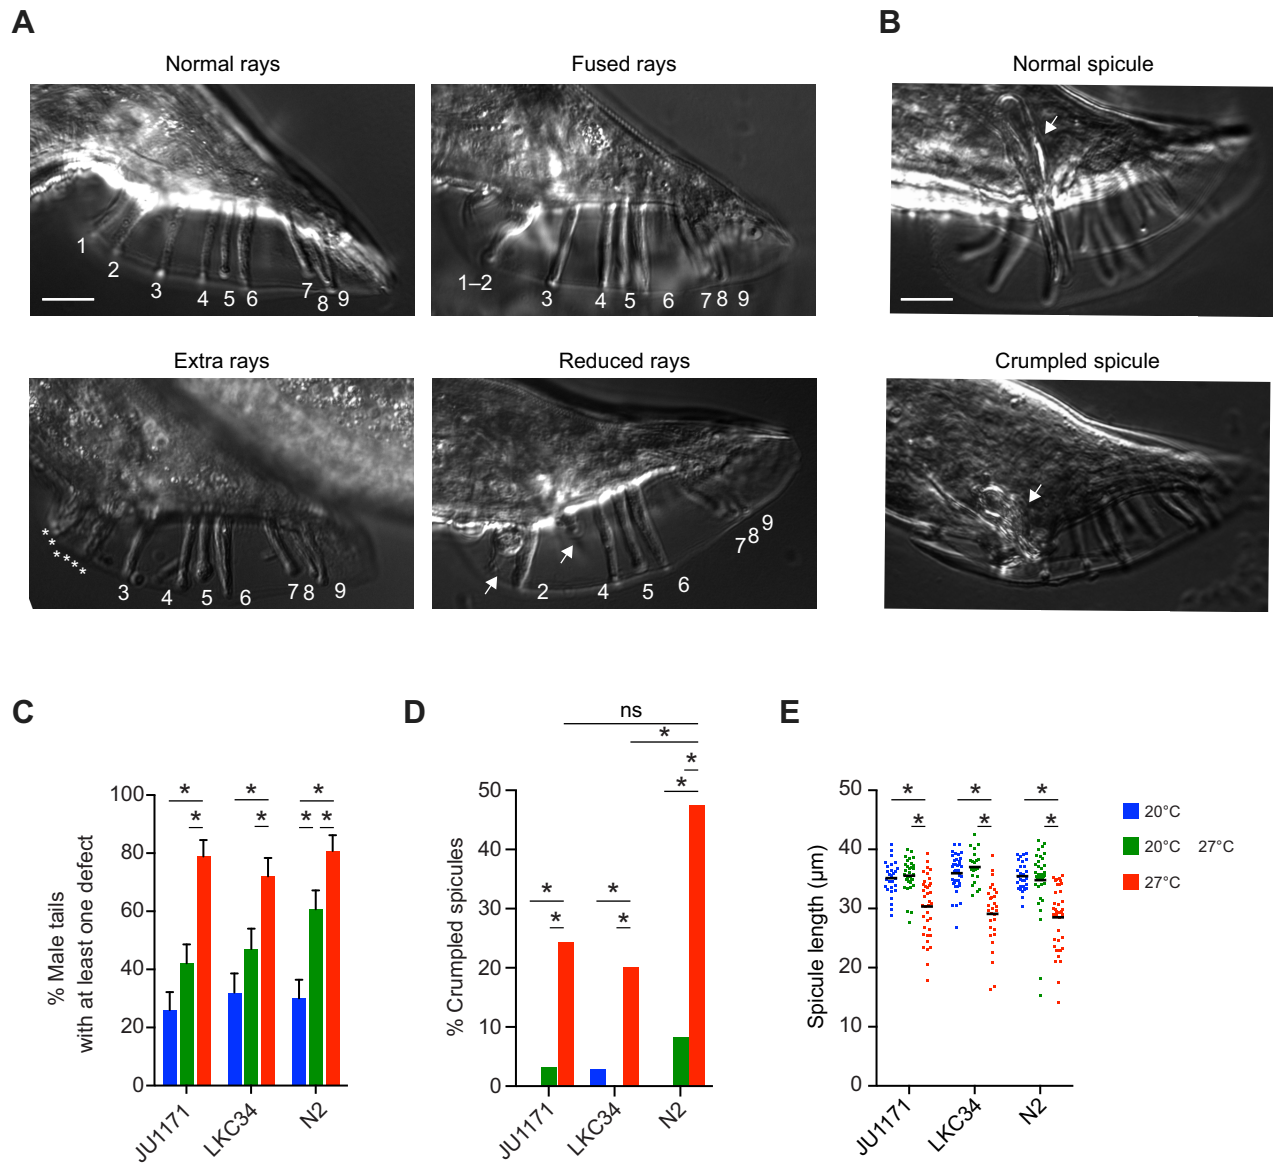 A
B
Normal rays
Fused rays
Normal spicule
1
2
3
4
5
6
7
8
9
1–2
3
4
5
6
7
8
9
Extra rays
Reduced rays
Crumpled spicule
* * * * * *
3
4
5
6
7
8
9
2
4
5
6
7
8
9
C
D
E
% Male tails
with at least one defect
100
80
60
40
20
0
* * * * * * *
JU1171
LKC34
N2
% Crumpled spicules
50
40
30
20
10
0
ns
* * * * * * *
JU1171
LKC34
N2
Spicule length (µm)
50
40
30
20
10
0
* * * * * *
JU1171
LKC34
N2
20°C
20°C 27°C
27°C